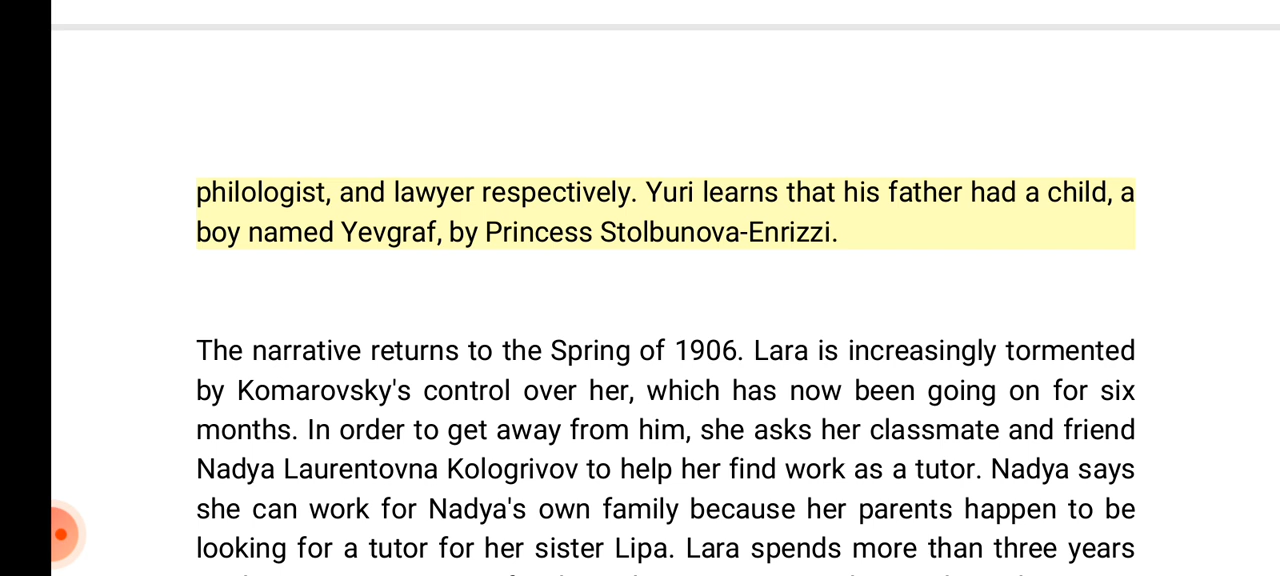 philologist, and lawyer respectively. Yuri learns that his father had a child, a
boy named Yevgraf, by Princess Stolbunova-Enrizzi.
The narrative returns to the Spring of 1906. Lara is increasingly tormented
by Komarovsky's control over her, which has now been going on for six
months. In order to get away from him, she asks her classmate and friend
Nadya Laurentovna Kologrivov to help her find work as a tutor. Nadya says
she can work for Nadya's own family because her parents happen to be
looking for a tutor for her sister Lipa. Lara spends more than three years